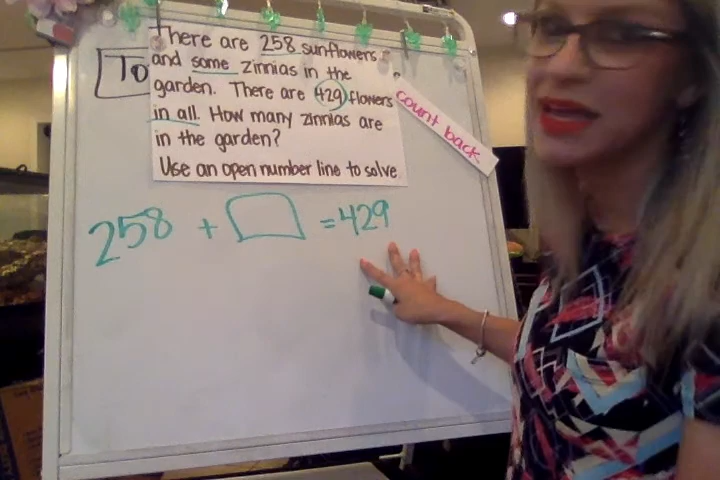 There are 258 sunflowers
and some zinnias in the
garden. There are 429 flowers
in all. How many zinnias are
in the garden?
Use an open number line to solve
To
count back
258 + = 429